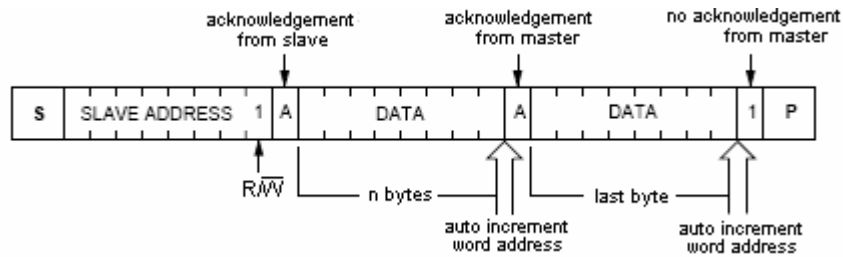 acknowledgement
from slave
acknowledgement
from master
no acknowledgement
from master
S SLAVE ADDRESS 1 A DATA A DATA 1 P
R/W̅
n bytes
last byte
auto increment
word address
auto increment
word address